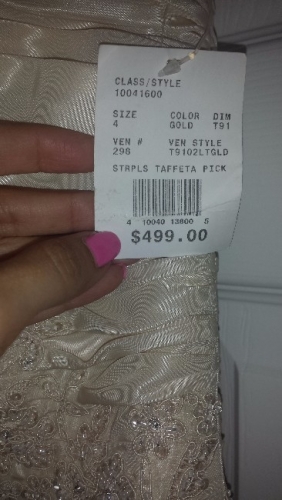 CLASS/STYLE
10041600
SIZE COLOR DIM
4 GOLD T91
VEN # VEN STYLE
298 T9102LTGLD
STRPLS TAFFETA PICK
4 10040 13600 5
$499.00